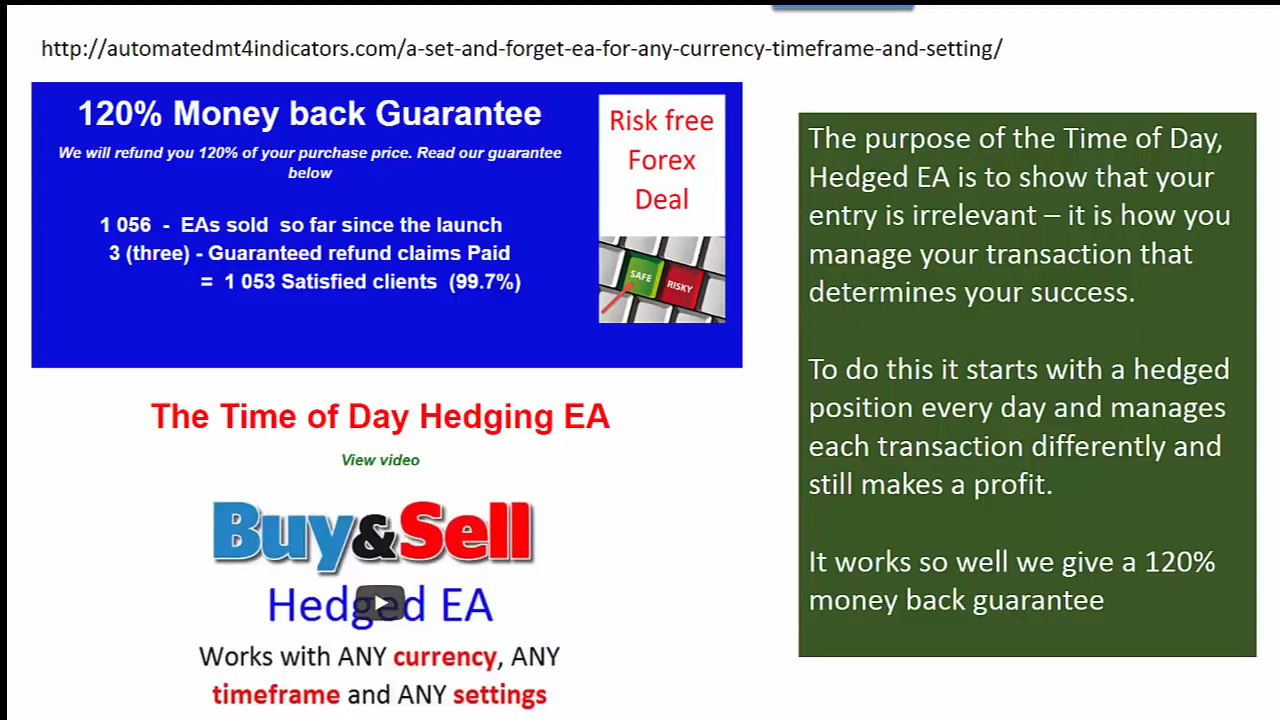 http://automatedmt4indicators.com/a-set-and-forget-ea-for-any-currency-timeframe-and-setting/
120% Money back Guarantee
We will refund you 120% of your purchase price. Read our guarantee
below
1 056 - EAs sold so far since the launch
3 (three) - Guaranteed refund claims Paid
= 1 053 Satisfied clients (99.7%)
Risk free
Forex
Deal
SAFE
RISKY
The Time of Day Hedging EA
View video
Buy&Sell
Hedged EA
Works with ANY currency, ANY
timeframe and ANY settings
The purpose of the Time of Day,
Hedged EA is to show that your
entry is irrelevant – it is how you
manage your transaction that
determines your success.
To do this it starts with a hedged
position every day and manages
each transaction differently and
still makes a profit.
It works so well we give a 120%
money back guarantee